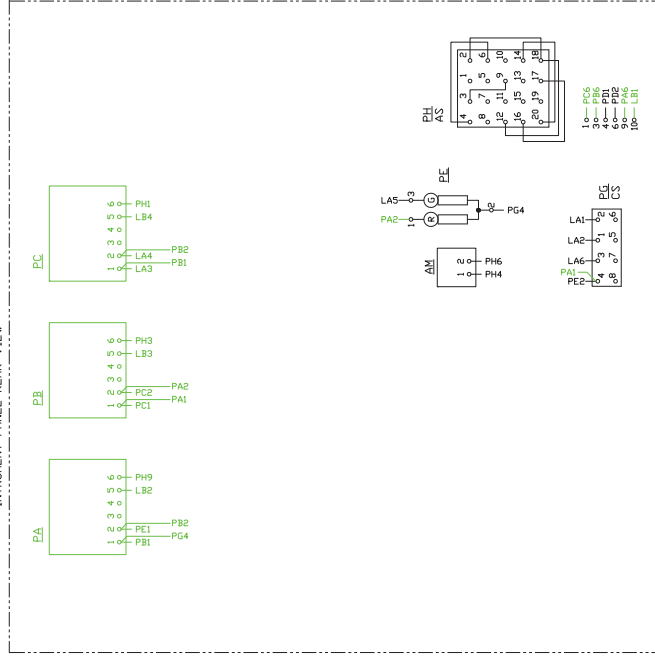 PC
6 PH1
5 LB4
4
3
2 LA4 PB2
1 LA3 PB1
PB
6 PH3
5 LB3
4
3
2 PC2 PA2
1 PC1 PA1
PA
6 PH9
5 LB2
4
3
2 PE1 PB2
1 PB1 PG4
PH
AS
2 6 10 14 18
1 5 9 13 17
3 7 11 15 19
4 8 12 16 20
1 PC6
3 PB6
4 PD1
6 PD2
9 PA6
10 LB1
PE
LA5 3 G
PA2 1 R
2 PG4
AM
2 PH6
1 PH4
PG
CS
LA1 2 6
LA2 1 5
LA6 3 7
PA1
PE2 4 8